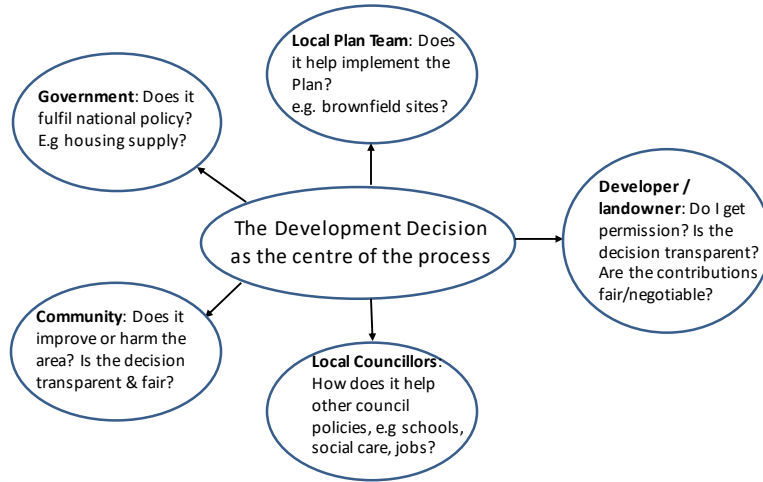 Local Plan Team: Does
it help implement the
Plan?
e.g. brownfield sites?
Government: Does it
fulfil national policy?
E.g housing supply?
Developer /
landowner: Do I get
permission? Is the
decision transparent?
Are the contributions
fair/negotiable?
The Development Decision
as the centre of the process
Community: Does it
improve or harm the
area? Is the decision
transparent & fair?
Local Councillors:
How does it help
other council
policies, e.g schools,
social care, jobs?